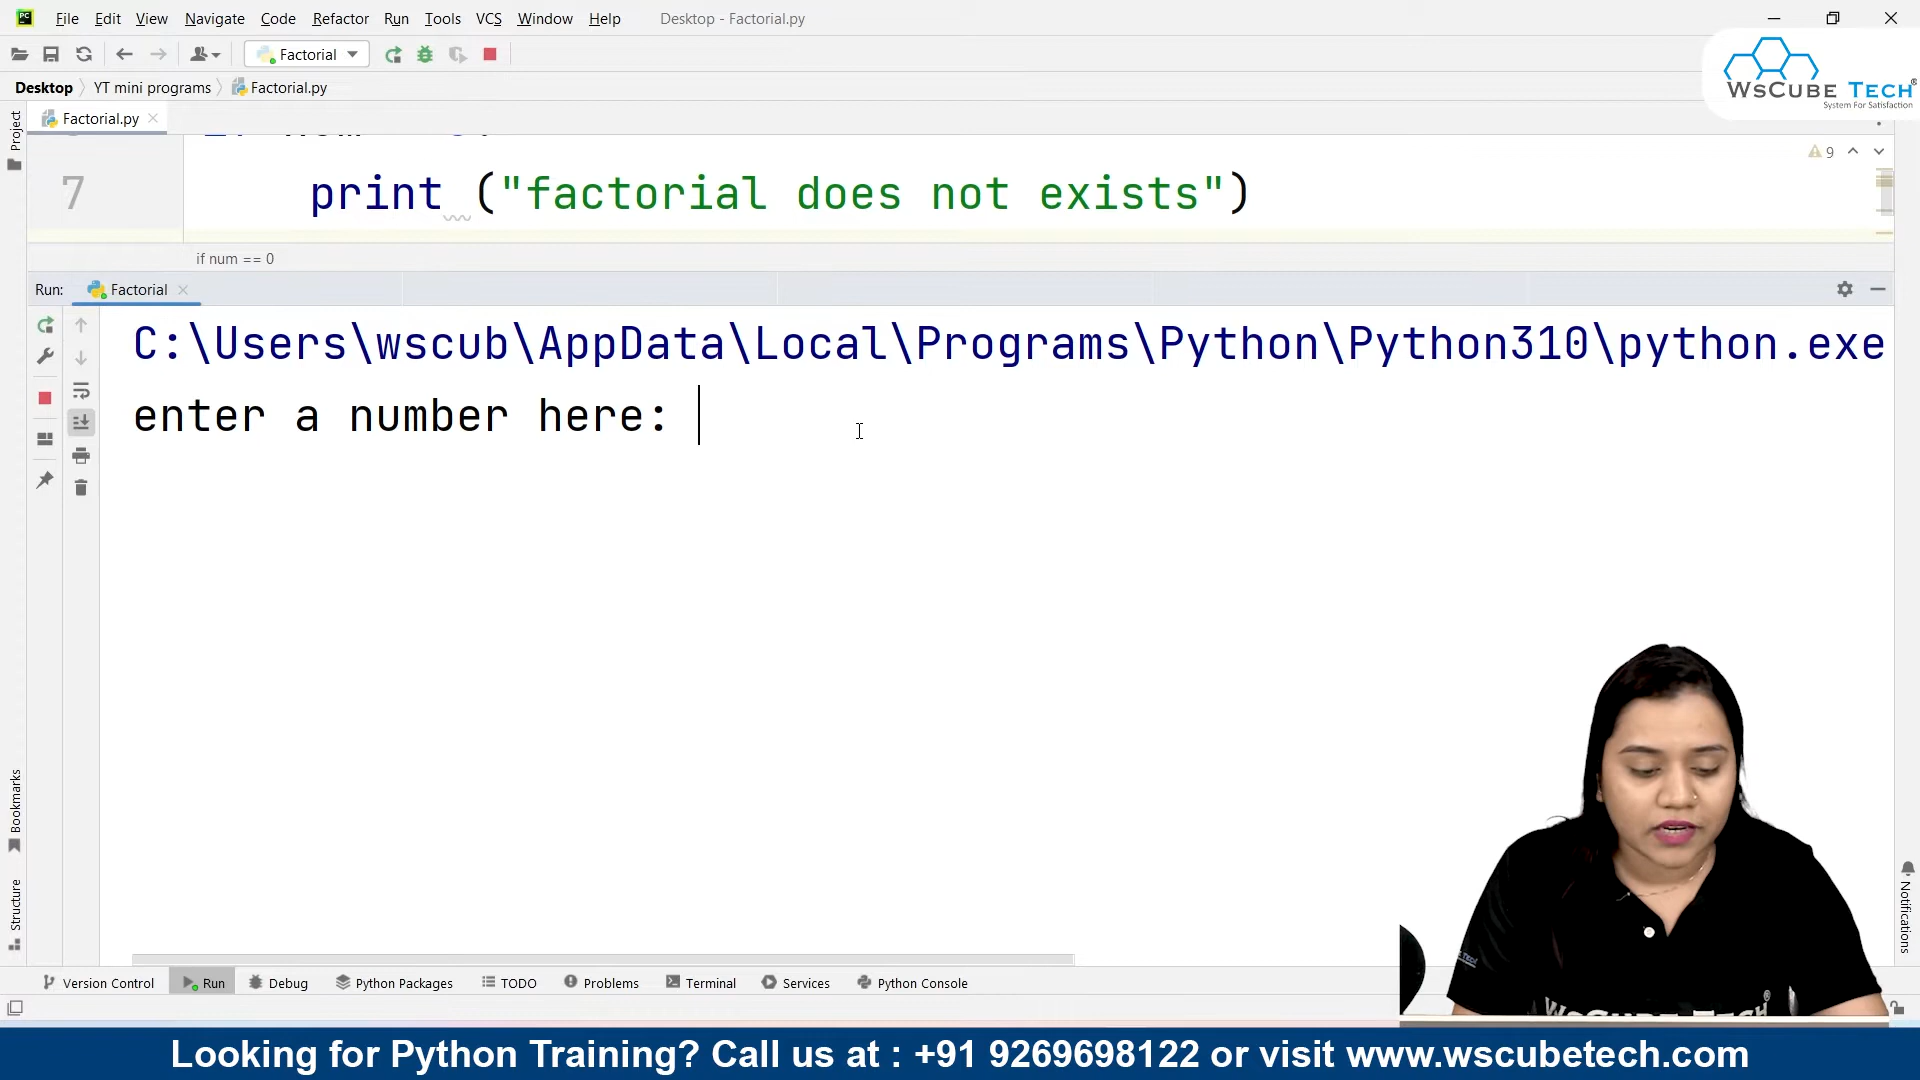 File Edit View Navigate Code Refactor Run Tools VCS Window Help Desktop - Factorial.py
Factorial
WsCube Tech®
System For Satisfaction
Desktop YT mini programs Factorial.py
Project
Factorial.py
9
7 print ("factorial does not exists")
if num == 0
Run: Factorial
C:\Users\wscub\AppData\Local\Programs\Python\Python310\python.exe
enter a number here:
Bookmarks
Structure
Notifications
WsCube Tech
Version Control Run Debug Python Packages TODO Problems Terminal Services Python Console
Looking for Python Training? Call us at : +91 9269698122 or visit www.wscubetech.com